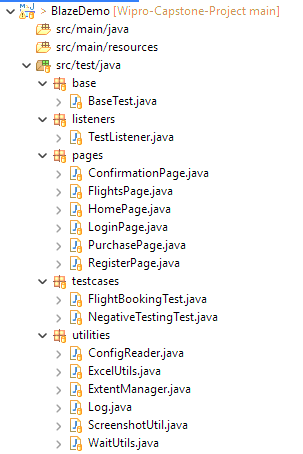 > BlazeDemo [Wipro-Capstone-Project main]
src/main/java
src/main/resources
src/test/java
base
BaseTest.java
listeners
TestListener.java
pages
ConfirmationPage.java
FlightsPage.java
HomePage.java
LoginPage.java
PurchasePage.java
RegisterPage.java
testcases
FlightBookingTest.java
NegativeTestingTest.java
utilities
ConfigReader.java
ExcelUtils.java
ExtentManager.java
Log.java
ScreenshotUtil.java
WaitUtils.java